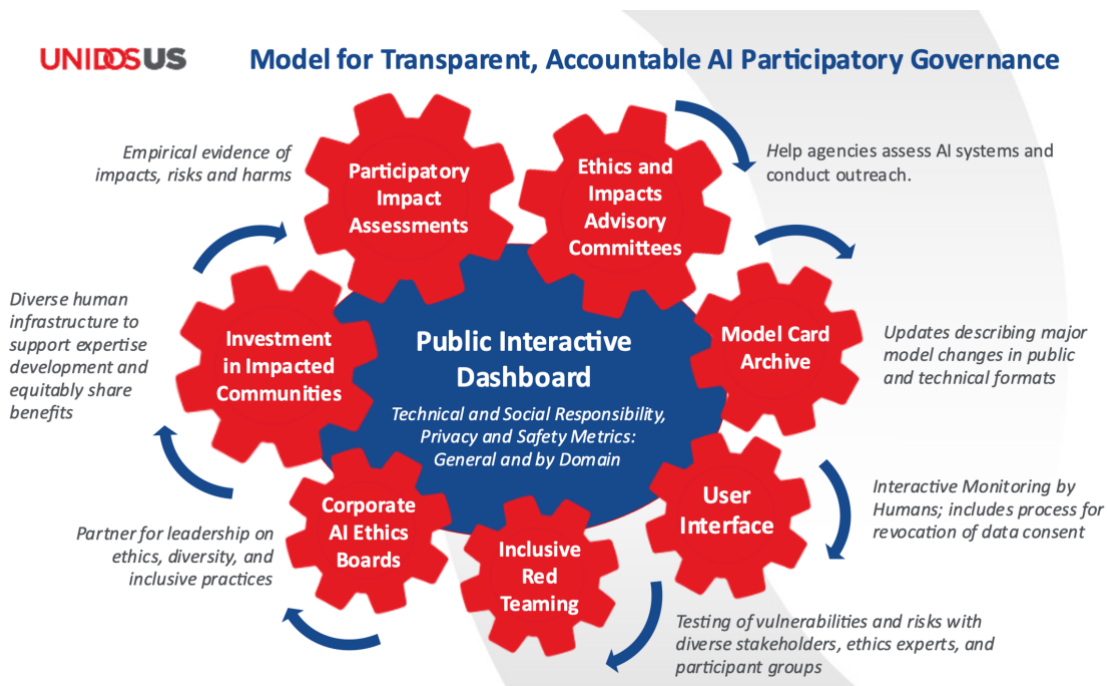 UNIDOSUS
Model for Transparent, Accountable AI Participatory Governance
Empirical evidence of
impacts, risks and harms
Participatory
Impact
Assessments
Ethics and
Impacts
Advisory
Committees
Help agencies assess AI systems and
conduct outreach.
Diverse human
infrastructure to
support expertise
development and
equitably share
benefits
Investment
in Impacted
Communities
Public Interactive
Dashboard
Technical and Social Responsibility,
Privacy and Safety Metrics:
General and by Domain
Model Card
Archive
Updates describing major
model changes in public
and technical formats
Partner for leadership on
ethics, diversity, and
inclusive practices
Corporate
AI Ethics
Boards
Inclusive
Red
Teaming
User
Interface
Interactive Monitoring by
Humans; includes process for
revocation of data consent
Testing of vulnerabilities and risks with
diverse stakeholders, ethics experts, and
participant groups